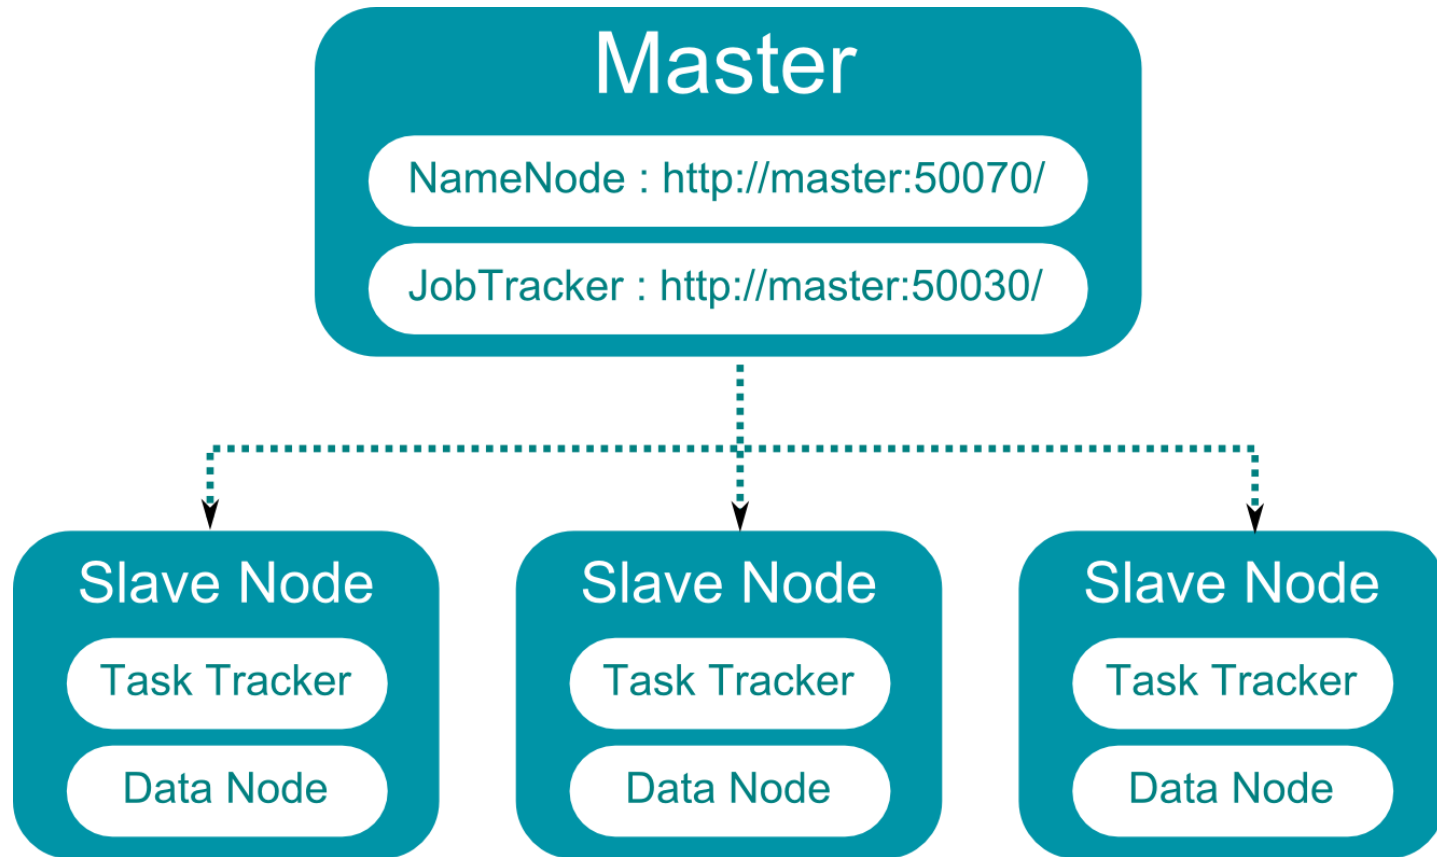 Master
NameNode : http://master:50070/
JobTracker : http://master:50030/
Slave Node
Task Tracker
Data Node
Slave Node
Task Tracker
Data Node
Slave Node
Task Tracker
Data Node